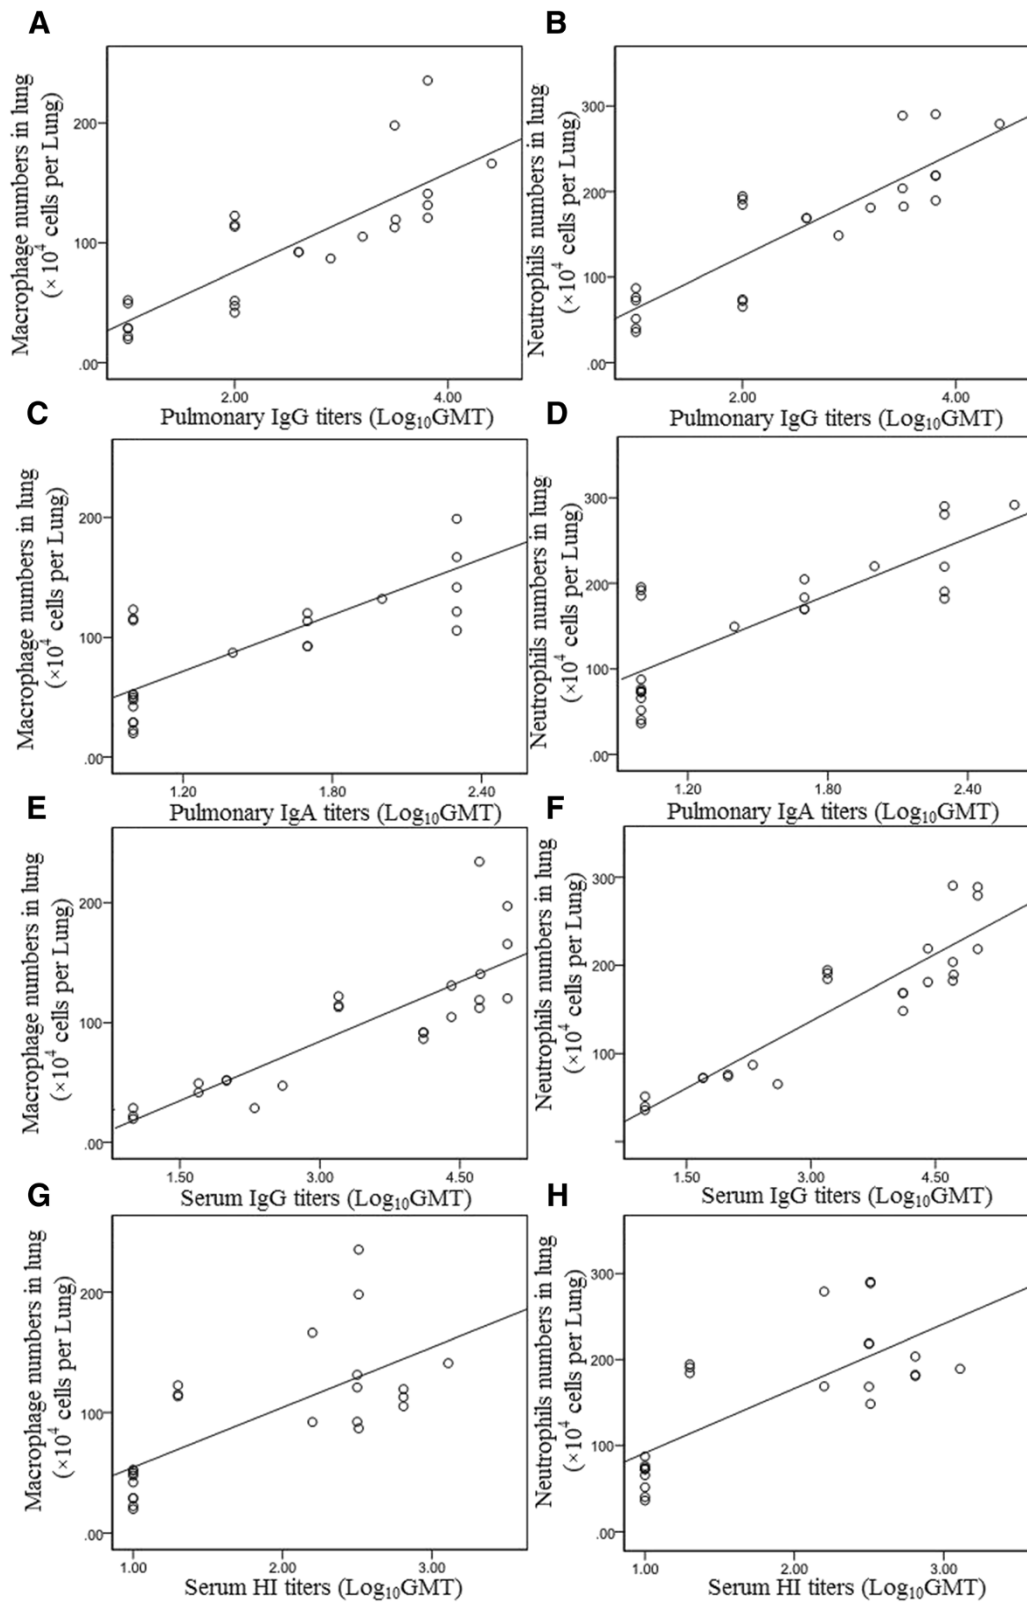 A
B
Macrophage numbers in lung
(×10⁴ cells per Lung)
200
100
.00
2.00
4.00
Pulmonary IgG titers (Log₁₀GMT)
Neutrophils numbers in lung
(×10⁴ cells per Lung)
300
200
100
.00
2.00
4.00
Pulmonary IgG titers (Log₁₀GMT)
C
D
Macrophage numbers in lung
(×10⁴ cells per Lung)
200
100
.00
1.20
1.80
2.40
Pulmonary IgA titers (Log₁₀GMT)
Neutrophils numbers in lung
(×10⁴ cells per Lung)
300
200
100
.00
1.20
1.80
2.40
Pulmonary IgA titers (Log₁₀GMT)
E
F
Macrophage numbers in lung
(×10⁴ cells per Lung)
200
100
.00
1.50
3.00
4.50
Serum IgG titers (Log₁₀GMT)
Neutrophils numbers in lung
(×10⁴ cells per Lung)
300
200
100
1.50
3.00
4.50
Serum IgG titers (Log₁₀GMT)
G
H
Macrophage numbers in lung
(×10⁴ cells per Lung)
200
100
.00
1.00
2.00
3.00
Serum HI titers (Log₁₀GMT)
Neutrophils numbers in lung
(×10⁴ cells per Lung)
300
200
100
.00
1.00
2.00
3.00
Serum HI titers (Log₁₀GMT)